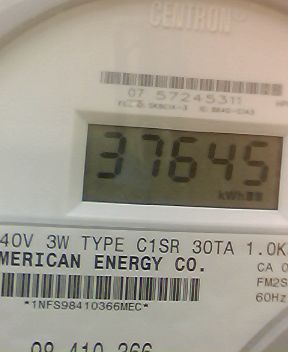 CENTRON®
07 57245311
37645
kWh
40V 3W TYPE C1SR 30TA 1.0K
MERICAN ENERGY CO.
CA 0
FM2S
60Hz
*1NFS98410366MEC*
98 410 366